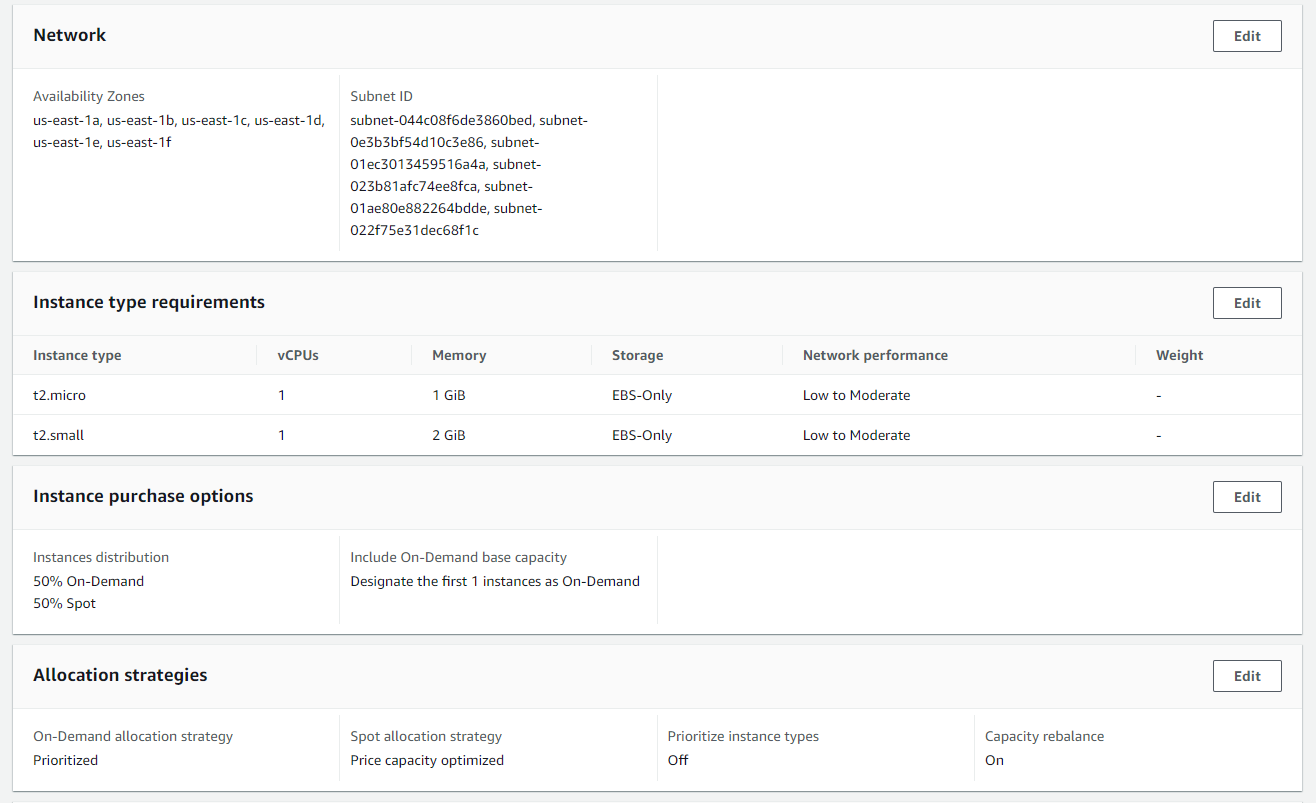 Network
Edit
Availability Zones
us-east-1a, us-east-1b, us-east-1c, us-east-1d,
us-east-1e, us-east-1f
Subnet ID
subnet-044c08f6de3860bed, subnet-
0e3b3bf54d10c3e86, subnet-
01ec3013459516a4a, subnet-
023b81afc74ee8fca, subnet-
01ae80e882264bdde, subnet-
022f75e31dec68f1c
Instance type requirements
Edit
Instance type vCPUs Memory Storage Network performance Weight
t2.micro 1 1 GiB EBS-Only Low to Moderate -
t2.small 1 2 GiB EBS-Only Low to Moderate -
Instance purchase options
Edit
Instances distribution
50% On-Demand
50% Spot
Include On-Demand base capacity
Designate the first 1 instances as On-Demand
Allocation strategies
Edit
On-Demand allocation strategy
Prioritized
Spot allocation strategy
Price capacity optimized
Prioritize instance types
Off
Capacity rebalance
On